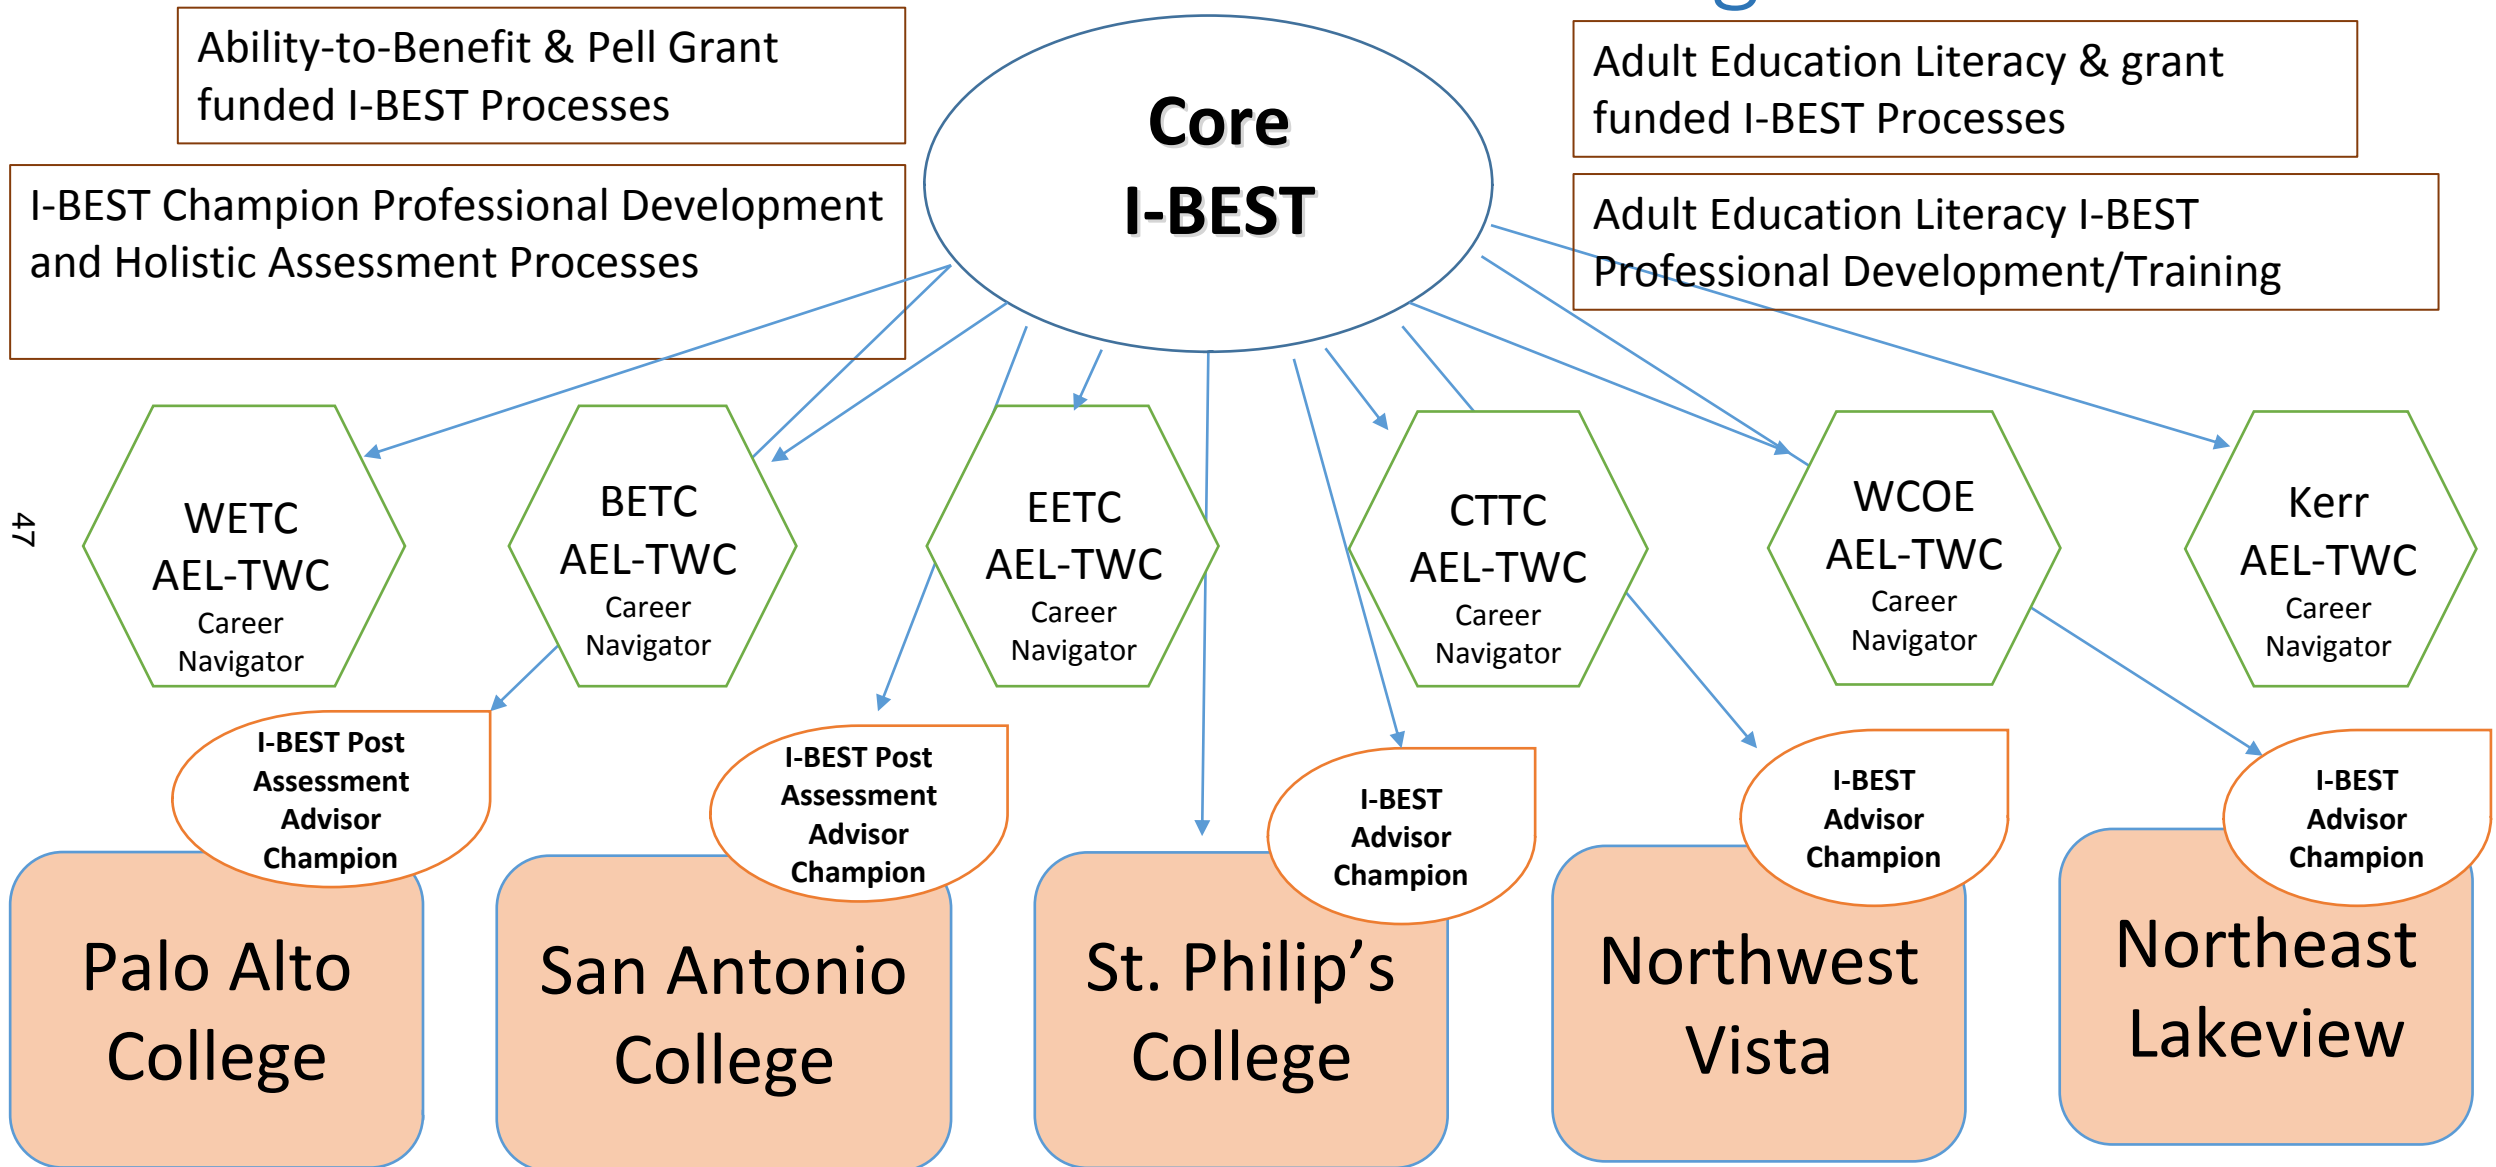 Ability-to-Benefit & Pell Grant
funded I-BEST Processes
I-BEST Champion Professional Development
and Holistic Assessment Processes
Core
I-BEST
Adult Education Literacy & grant
funded I-BEST Processes
Adult Education Literacy I-BEST
Professional Development/Training
47
WETC
AEL-TWC
Career
Navigator
BETC
AEL-TWC
Career
Navigator
EETC
AEL-TWC
Career
Navigator
CTTC
AEL-TWC
Career
Navigator
WCOE
AEL-TWC
Career
Navigator
Kerr
AEL-TWC
Career
Navigator
I-BEST Post
Assessment
Advisor
Champion
I-BEST Post
Assessment
Advisor
Champion
I-BEST
Advisor
Champion
I-BEST
Advisor
Champion
I-BEST
Advisor
Champion
Palo Alto
College
San Antonio
College
St. Philip’s
College
Northwest
Vista
Northeast
Lakeview